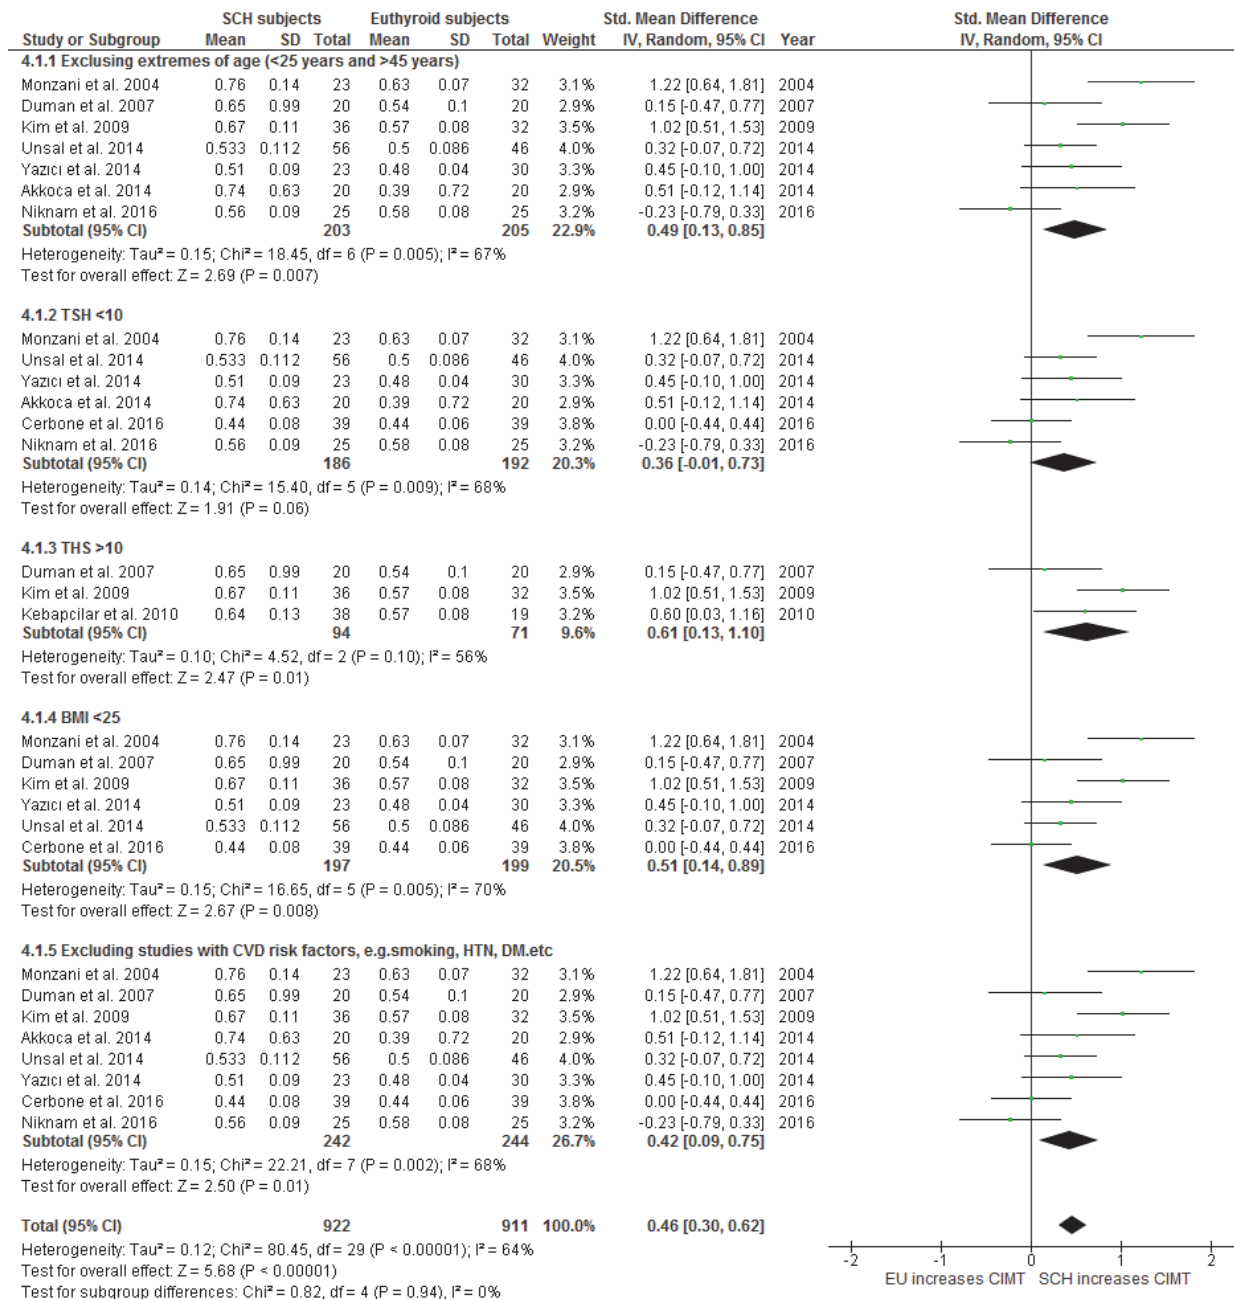 SCH subjects Euthyroid subjects Std. Mean Difference Std. Mean Difference
Study or Subgroup Mean SD Total Mean SD Total Weight IV, Random, 95% CI Year IV, Random, 95% CI
4.1.1 Exclusing extremes of age (<25 years and >45 years)
Monzani et al. 2004 0.76 0.14 23 0.63 0.07 32 3.1% 1.22 [0.64, 1.81] 2004
Duman et al. 2007 0.65 0.99 20 0.54 0.1 20 2.9% 0.15 [-0.47, 0.77] 2007
Kim et al. 2009 0.67 0.11 36 0.57 0.08 32 3.5% 1.02 [0.51, 1.53] 2009
Unsal et al. 2014 0.533 0.112 56 0.5 0.086 46 4.0% 0.32 [-0.07, 0.72] 2014
Yazıcı et al. 2014 0.51 0.09 23 0.48 0.04 30 3.3% 0.45 [-0.10, 1.00] 2014
Akkoca et al. 2014 0.74 0.63 20 0.39 0.72 20 2.9% 0.51 [-0.12, 1.14] 2014
Niknam et al. 2016 0.56 0.09 25 0.58 0.08 25 3.2% -0.23 [-0.79, 0.33] 2016
Subtotal (95% CI) 203 205 22.9% 0.49 [0.13, 0.85]
Heterogeneity: Tau² = 0.15; Chi² = 18.45, df = 6 (P = 0.005); I² = 67%
Test for overall effect: Z = 2.69 (P = 0.007)
4.1.2 TSH <10
Monzani et al. 2004 0.76 0.14 23 0.63 0.07 32 3.1% 1.22 [0.64, 1.81] 2004
Unsal et al. 2014 0.533 0.112 56 0.5 0.086 46 4.0% 0.32 [-0.07, 0.72] 2014
Yazıcı et al. 2014 0.51 0.09 23 0.48 0.04 30 3.3% 0.45 [-0.10, 1.00] 2014
Akkoca et al. 2014 0.74 0.63 20 0.39 0.72 20 2.9% 0.51 [-0.12, 1.14] 2014
Cerbone et al. 2016 0.44 0.08 39 0.44 0.06 39 3.8% 0.00 [-0.44, 0.44] 2016
Niknam et al. 2016 0.56 0.09 25 0.58 0.08 25 3.2% -0.23 [-0.79, 0.33] 2016
Subtotal (95% CI) 186 192 20.3% 0.36 [-0.01, 0.73]
Heterogeneity: Tau² = 0.14; Chi² = 15.40, df = 5 (P = 0.009); I² = 68%
Test for overall effect: Z = 1.91 (P = 0.06)
4.1.3 THS >10
Duman et al. 2007 0.65 0.99 20 0.54 0.1 20 2.9% 0.15 [-0.47, 0.77] 2007
Kim et al. 2009 0.67 0.11 36 0.57 0.08 32 3.5% 1.02 [0.51, 1.53] 2009
Kebapcilar et al. 2010 0.64 0.13 38 0.57 0.08 19 3.2% 0.60 [0.03, 1.16] 2010
Subtotal (95% CI) 94 71 9.6% 0.61 [0.13, 1.10]
Heterogeneity: Tau² = 0.10; Chi² = 4.52, df = 2 (P = 0.10); I² = 56%
Test for overall effect: Z = 2.47 (P = 0.01)
4.1.4 BMI <25
Monzani et al. 2004 0.76 0.14 23 0.63 0.07 32 3.1% 1.22 [0.64, 1.81] 2004
Duman et al. 2007 0.65 0.99 20 0.54 0.1 20 2.9% 0.15 [-0.47, 0.77] 2007
Kim et al. 2009 0.67 0.11 36 0.57 0.08 32 3.5% 1.02 [0.51, 1.53] 2009
Yazıcı et al. 2014 0.51 0.09 23 0.48 0.04 30 3.3% 0.45 [-0.10, 1.00] 2014
Unsal et al. 2014 0.533 0.112 56 0.5 0.086 46 4.0% 0.32 [-0.07, 0.72] 2014
Cerbone et al. 2016 0.44 0.08 39 0.44 0.06 39 3.8% 0.00 [-0.44, 0.44] 2016
Subtotal (95% CI) 197 199 20.5% 0.51 [0.14, 0.89]
Heterogeneity: Tau² = 0.15; Chi² = 16.65, df = 5 (P = 0.005); I² = 70%
Test for overall effect: Z = 2.67 (P = 0.008)
4.1.5 Excluding studies with CVD risk factors, e.g.smoking, HTN, DM.etc
Monzani et al. 2004 0.76 0.14 23 0.63 0.07 32 3.1% 1.22 [0.64, 1.81] 2004
Duman et al. 2007 0.65 0.99 20 0.54 0.1 20 2.9% 0.15 [-0.47, 0.77] 2007
Kim et al. 2009 0.67 0.11 36 0.57 0.08 32 3.5% 1.02 [0.51, 1.53] 2009
Akkoca et al. 2014 0.74 0.63 20 0.39 0.72 20 2.9% 0.51 [-0.12, 1.14] 2014
Unsal et al. 2014 0.533 0.112 56 0.5 0.086 46 4.0% 0.32 [-0.07, 0.72] 2014
Yazıcı et al. 2014 0.51 0.09 23 0.48 0.04 30 3.3% 0.45 [-0.10, 1.00] 2014
Cerbone et al. 2016 0.44 0.08 39 0.44 0.06 39 3.8% 0.00 [-0.44, 0.44] 2016
Niknam et al. 2016 0.56 0.09 25 0.58 0.08 25 3.2% -0.23 [-0.79, 0.33] 2016
Subtotal (95% CI) 242 244 26.7% 0.42 [0.09, 0.75]
Heterogeneity: Tau² = 0.15; Chi² = 22.21, df = 7 (P = 0.002); I² = 68%
Test for overall effect: Z = 2.50 (P = 0.01)
Total (95% CI) 922 911 100.0% 0.46 [0.30, 0.62]
Heterogeneity: Tau² = 0.12; Chi² = 80.45, df = 29 (P < 0.00001); I² = 64%
Test for overall effect: Z = 5.68 (P < 0.00001)
Test for subgroup differences: Chi² = 0.82, df = 4 (P = 0.94), I² = 0%
-2 -1 0 1 2
EU increases CIMT SCH increases CIMT